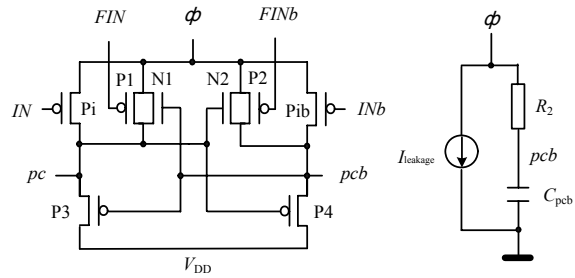 FIN
ф
FINb
P1
N1
N2
P2
IN
Pi
Pib
INb
pc
pcb
P3
P4
VDD
ф
R2
Ileakage
pcb
Cpcb